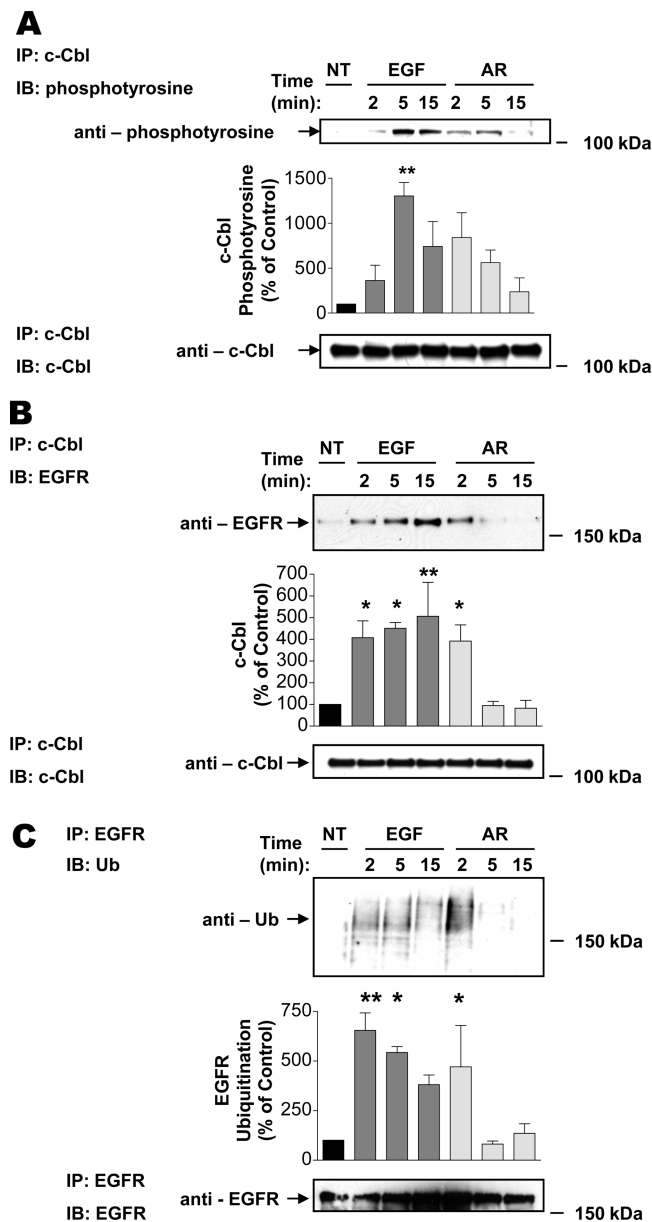 A
IP: c-Cbl
IB: phosphotyrosine
NT EGF AR
Time
(min): 2 5 15 2 5 15
anti – phosphotyrosine
100 kDa
c-Cbl
Phosphotyrosine
(% of Control)
1500
1000
500
0
**
IP: c-Cbl
IB: c-Cbl
anti – c-Cbl
100 kDa
B
IP: c-Cbl
IB: EGFR
NT EGF AR
Time
(min): 2 5 15 2 5 15
anti – EGFR
150 kDa
c-Cbl
(% of Control)
700
600
500
400
300
200
100
0
* * ** *
IP: c-Cbl
IB: c-Cbl
anti – c-Cbl
100 kDa
C
IP: EGFR
IB: Ub
NT EGF AR
Time
(min): 2 5 15 2 5 15
anti – Ub
150 kDa
EGFR
Ubiquitination
(% of Control)
750
500
250
0
** * *
IP: EGFR
IB: EGFR
anti - EGFR
150 kDa